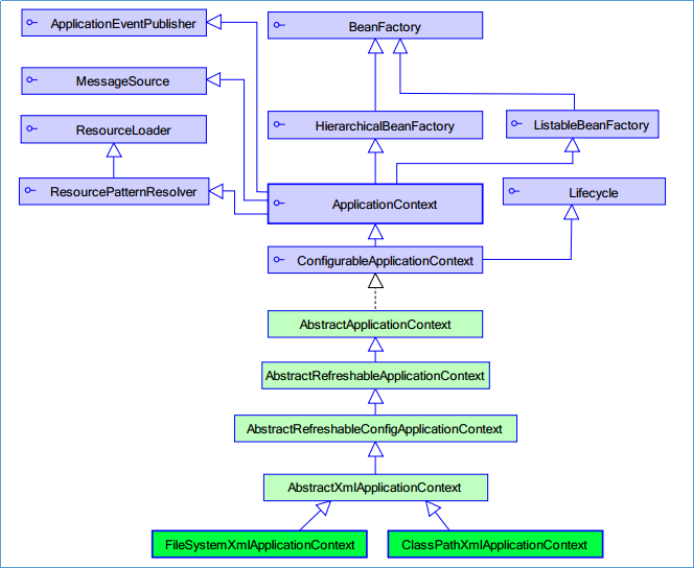 ApplicationEventPublisher
BeanFactory
MessageSource
ResourceLoader
HierarchicalBeanFactory
ListableBeanFactory
ResourcePatternResolver
ApplicationContext
Lifecycle
ConfigurableApplicationContext
AbstractApplicationContext
AbstractRefreshableApplicationContext
AbstractRefreshableConfigApplicationContext
AbstractXmlApplicationContext
FileSystemXmlApplicationContext
ClassPathXmlApplicationContext